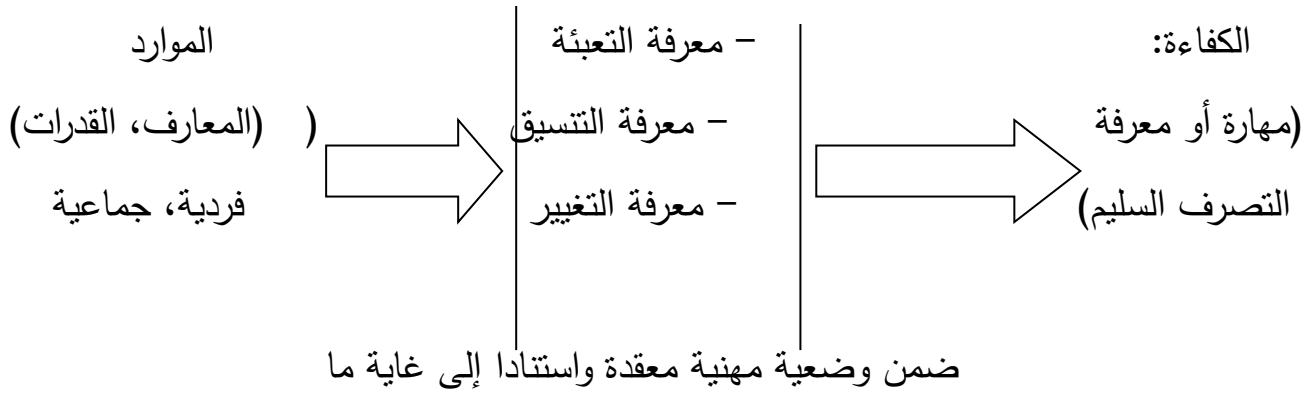 الموارد
(المعارف، القدرات) (
فردية، جماعية
- معرفة التعبئة
- معرفة التتسيق
- معرفة التغيير
الكفاءة:
(مهارة أو معرفة
التصرف السليم)
ضمن وضعية مهنية معقدة واستنادا إلى غاية ما